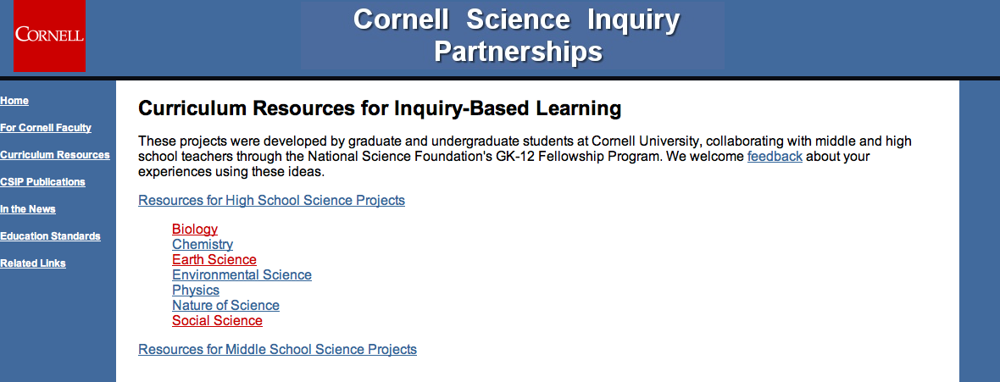 CORNELL
Cornell Science Inquiry
Partnerships
Home
For Cornell Faculty
Curriculum Resources
CSIP Publications
In the News
Education Standards
Related Links
Curriculum Resources for Inquiry-Based Learning
These projects were developed by graduate and undergraduate students at Cornell University, collaborating with middle and high
school teachers through the National Science Foundation's GK-12 Fellowship Program. We welcome feedback about your
experiences using these ideas.
Resources for High School Science Projects
Biology
Chemistry
Earth Science
Environmental Science
Physics
Nature of Science
Social Science
Resources for Middle School Science Projects